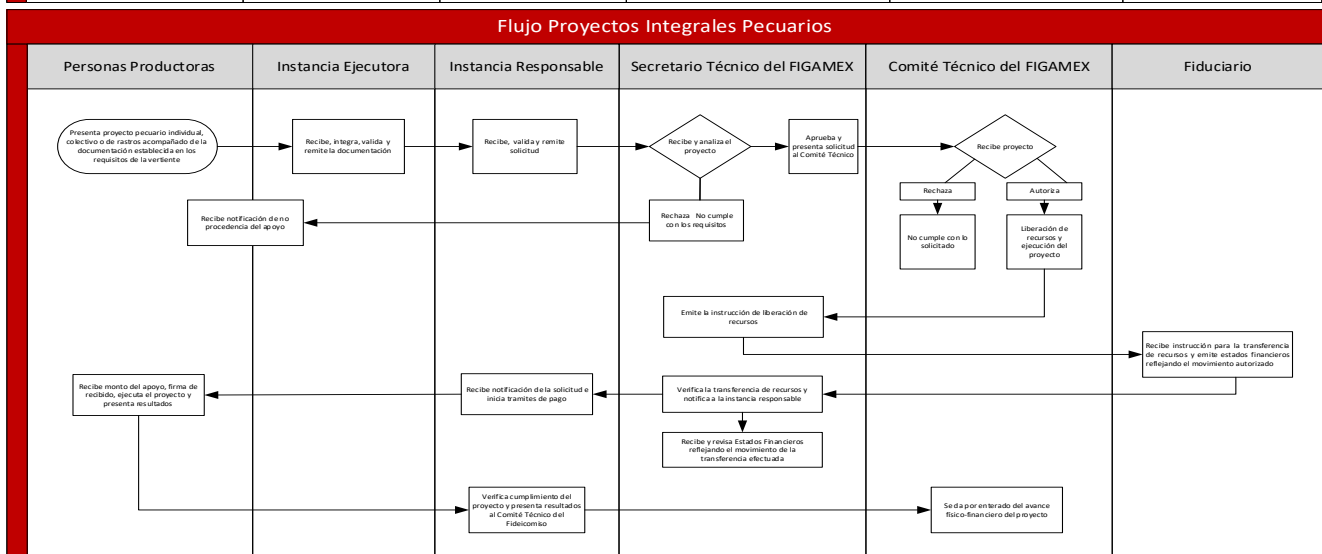 Flujo Proyectos Integrales Pecuarios
Personas Productoras
Instancia Ejecutora
Instancia Responsable
Secretario Técnico del FIGAMEX
Comité Técnico del FIGAMEX
Fiduciario
Presenta proyecto pecuario individual,
colectivo o de rastros acompañado de la
documentación establecida en los
requisitos de la vertiente
Recibe, integra, valida y
remite la documentación
Recibe, valida y remite
solicitud
Recibe y analiza el
proyecto
Aprueba y
presenta solicitud
al Comité Técnico
Recibe proyecto
Rechaza
Autoriza
Recibe notificación de no
procedencia del apoyo
Rechaza No cumple
con los requisitos
No cumple con lo
solicitado
Liberación de
recursos y
ejecución del
proyecto
Emite la instrucción de liberación de
recursos
Recibe instrucción para la transferencia
de recursos y emite estados financieros
reflejando el movimiento autorizado
Recibe monto del apoyo, firma de
recibido, ejecuta el proyecto y
presenta resultados
Recibe notificación de la solicitud e
inicia tramites de pago
Verifica la transferencia de recursos y
notifica a la instancia responsable
Recibe y revisa Estados Financieros
reflejando el movimiento de la
transferencia efectuada
Verifica cumplimiento del
proyecto y presenta resultados
al Comité Técnico del
Fideicomiso
Se da por enterado del avance
físico-financiero del proyecto